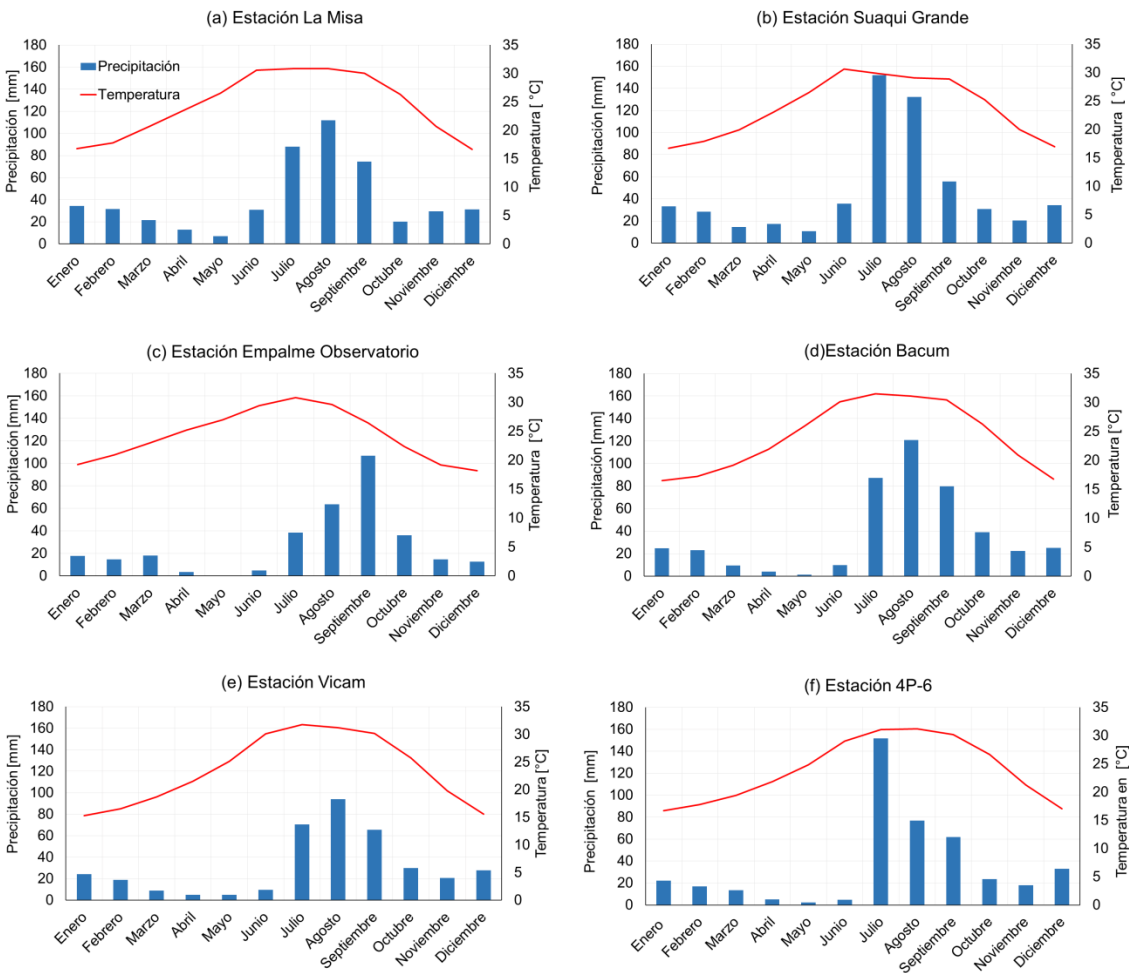 (a) Estación La Misa
Precipitación [mm]
180
160
140
120
100
80
60
40
20
0
Precipitación
Temperatura
35
30
25
20
15
10
5
0
Temperatura [ °C]
Enero
Febrero
Marzo
Abril
Mayo
Junio
Julio
Agosto
Septiembre
Octubre
Noviembre
Diciembre
(b) Estación Suaqui Grande
Precipitación [mm]
180
160
140
120
100
80
60
40
20
0
35
30
25
20
15
10
5
0
Temperatura [ °C]
Enero
Febrero
Marzo
Abril
Mayo
Junio
Julio
Agosto
Septiembre
Octubre
Noviembre
Diciembre
(c) Estación Empalme Observatorio
Precipitación [mm]
180
160
140
120
100
80
60
40
20
0
35
30
25
20
15
10
5
0
Temperatura [°C]
Enero
Febrero
Marzo
Abril
Mayo
Junio
Julio
Agosto
Septiembre
Octubre
Noviembre
Diciembre
(d)Estación Bacum
Precipitación [mm]
180
160
140
120
100
80
60
40
20
0
35
30
25
20
15
10
5
0
Temperatura [°C]
Enero
Febrero
Marzo
Abril
Mayo
Junio
Julio
Agosto
Septiembre
Octubre
Noviembre
Diciembre
(e) Estación Vicam
Precipitación [mm]
180
160
140
120
100
80
60
40
20
0
35
30
25
20
15
10
5
0
Temperatura [°C]
Enero
Febrero
Marzo
Abril
Mayo
Junio
Julio
Agosto
Septiembre
Octubre
Noviembre
Diciembre
(f) Estación 4P-6
Precipitación [mm]
180
160
140
120
100
80
60
40
20
0
35
30
25
20
15
10
5
0
Temperatura en [°C]
Enero
Febrero
Marzo
Abril
Mayo
Junio
Julio
Agosto
Septiembre
Octubre
Noviembre
Diciembre